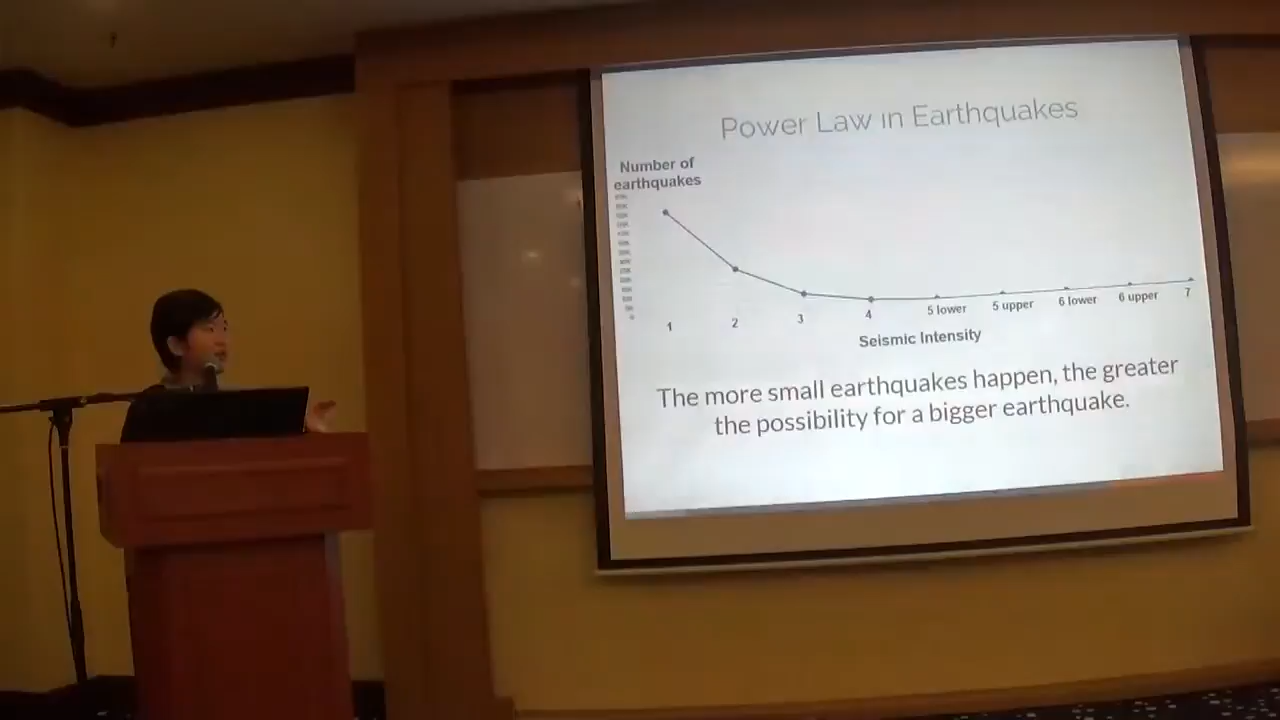 Power Law in Earthquakes
Number of
earthquakes
1
2
3
4
5 lower
5 upper
6 lower
6 upper
7
Seismic Intensity
The more small earthquakes happen, the greater
the possibility for a bigger earthquake.